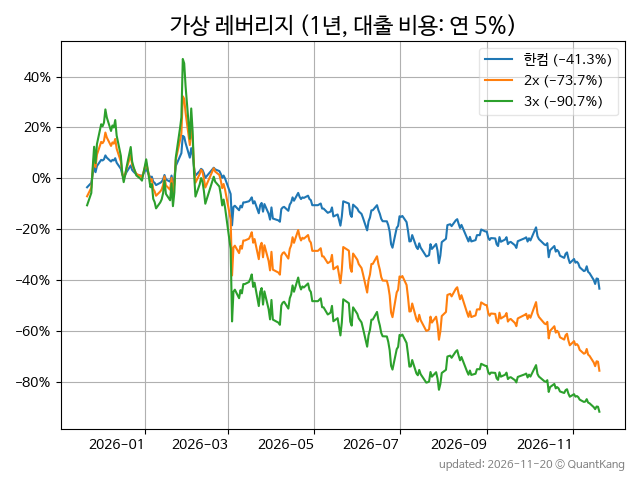 가상 레버리지 (1년, 대출 비용: 연 5%)
한컴 (-41.3%)
2x (-73.7%)
3x (-90.7%)
40%
20%
0%
−20%
−40%
−60%
−80%
2026-01
2026-03
2026-05
2026-07
2026-09
2026-11
updated: 2026-11-20 © QuantKang